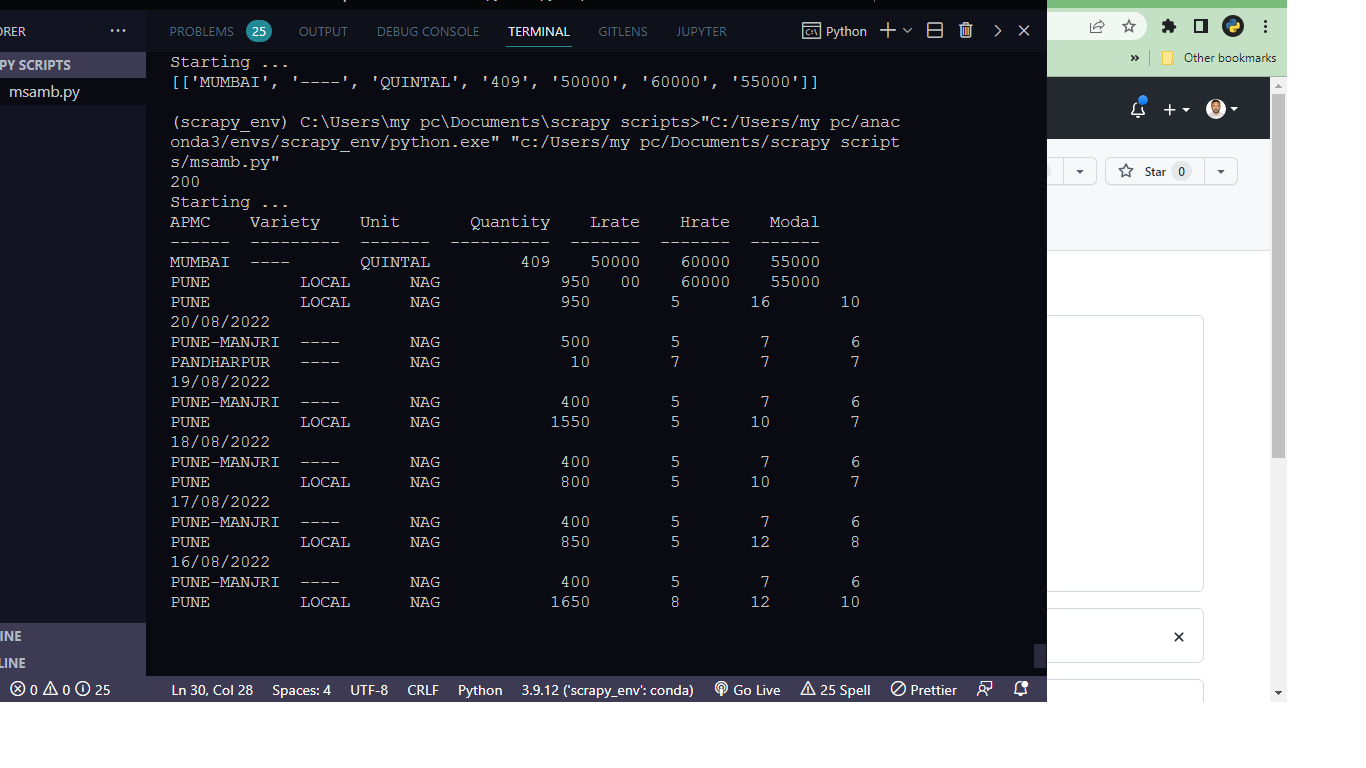 ORER ...
PROBLEMS 25 OUTPUT DEBUG CONSOLE TERMINAL GITLENS JUPYTER Python
PY SCRIPTS
msamb.py
Starting ...
[['MUMBAI', '----', 'QUINTAL', '409', '50000', '60000', '55000']]
(scrapy_env) C:\Users\my pc\Documents\scrapy scripts>"C:/Users/my pc/anac
onda3/envs/scrapy_env/python.exe" "c:/Users/my pc/Documents/scrapy script
s/msamb.py"
200
Starting ...
APMC Variety Unit Quantity Lrate Hrate Modal
------ --------- ------- ---------- ------- ------- -------
MUMBAI ---- QUINTAL 409 50000 60000 55000
PUNE LOCAL NAG 950 00 60000 55000
PUNE LOCAL NAG 950 5 16 10
20/08/2022
PUNE-MANJRI ---- NAG 500 5 7 6
PANDHARPUR ---- NAG 10 7 7 7
19/08/2022
PUNE-MANJRI ---- NAG 400 5 7 6
PUNE LOCAL NAG 1550 5 10 7
18/08/2022
PUNE-MANJRI ---- NAG 400 5 7 6
PUNE LOCAL NAG 800 5 10 7
17/08/2022
PUNE-MANJRI ---- NAG 400 5 7 6
PUNE LOCAL NAG 850 5 12 8
16/08/2022
PUNE-MANJRI ---- NAG 400 5 7 6
PUNE LOCAL NAG 1650 8 12 10
INE
LINE
0 0 25 Ln 30, Col 28 Spaces: 4 UTF-8 CRLF Python 3.9.12 ('scrapy_env': conda) Go Live 25 Spell Prettier
» Other bookmarks
Star 0